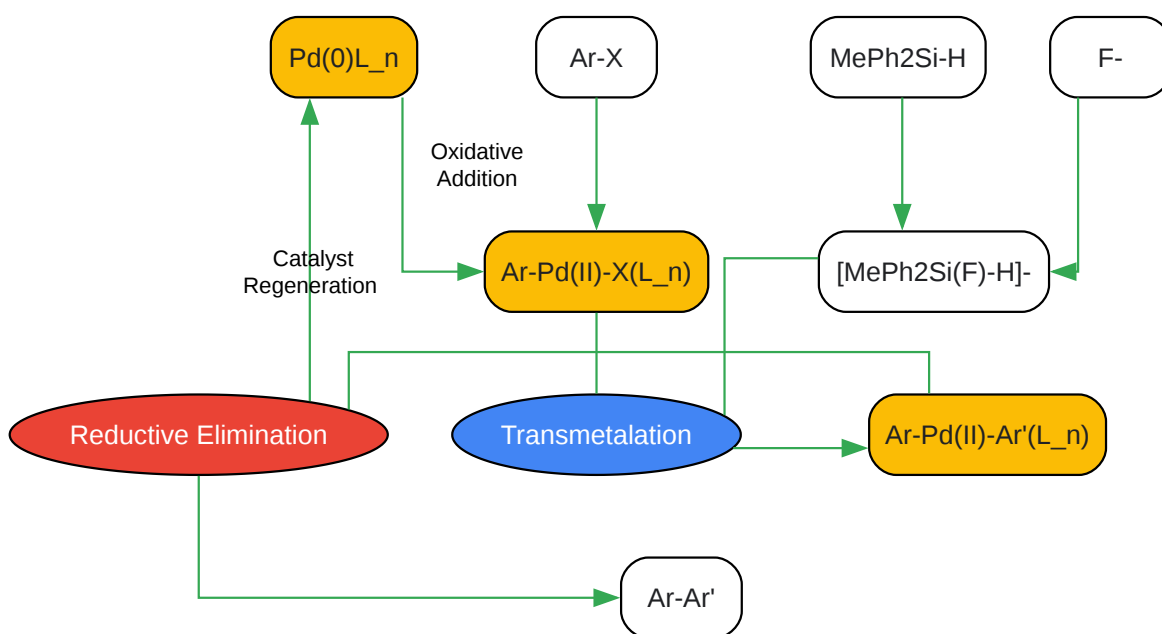 Pd(0)L_n
Ar-X
MePh2Si-H
F-
Oxidative
Addition
Catalyst
Regeneration
Ar-Pd(II)-X(L_n)
[MePh2Si(F)-H]-
Reductive Elimination
Transmetalation
Ar-Pd(II)-Ar'(L_n)
Ar-Ar'